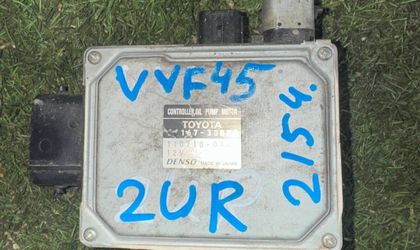 VVF45
CONTROLLER, OIL PUMP MOTOR
TOYOTA
12V
DENSO MADE IN JAPAN
2UR
2154.